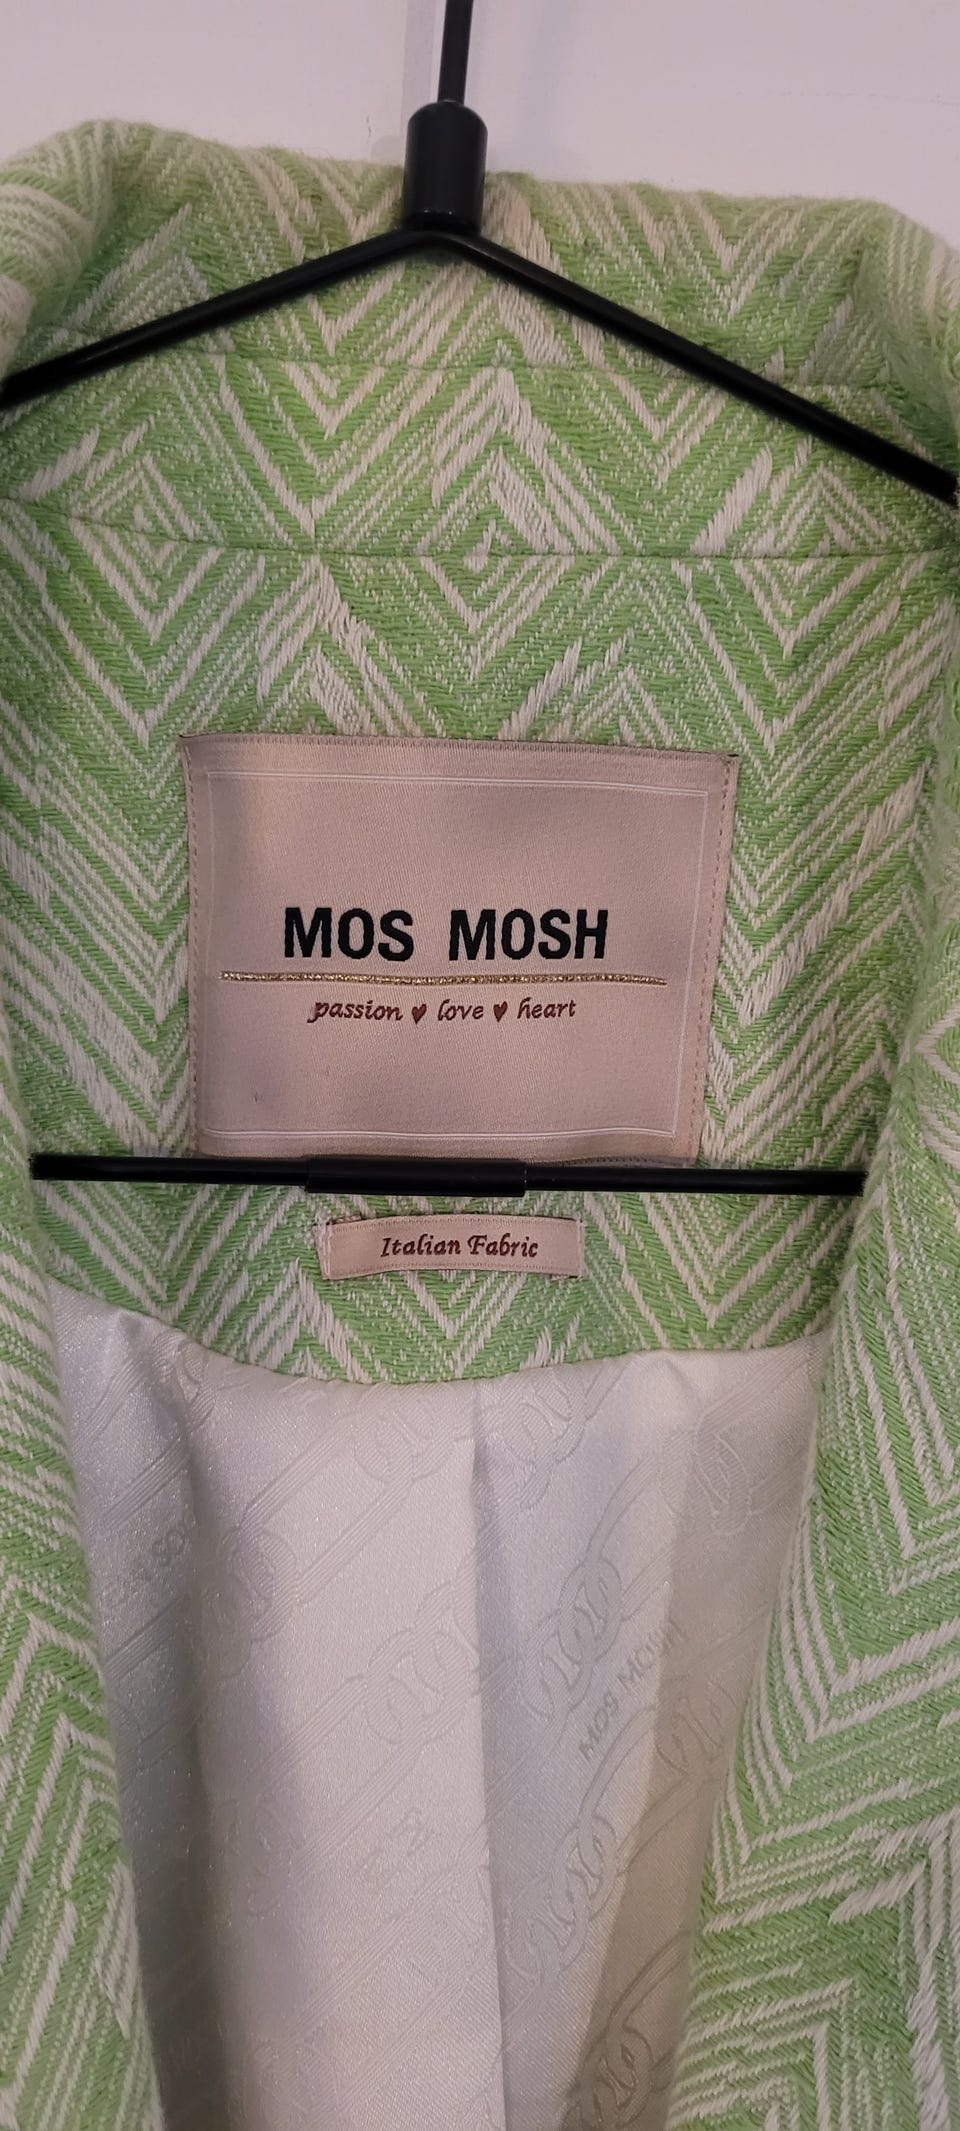 MOS MOSH
passion ♥ love ♥ heart
Italian Fabric
MOS MOSH